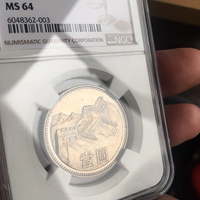 MS 64
6048362-003
NUMISMATIC GUARANTY CORPORATION
NGC
壹圆